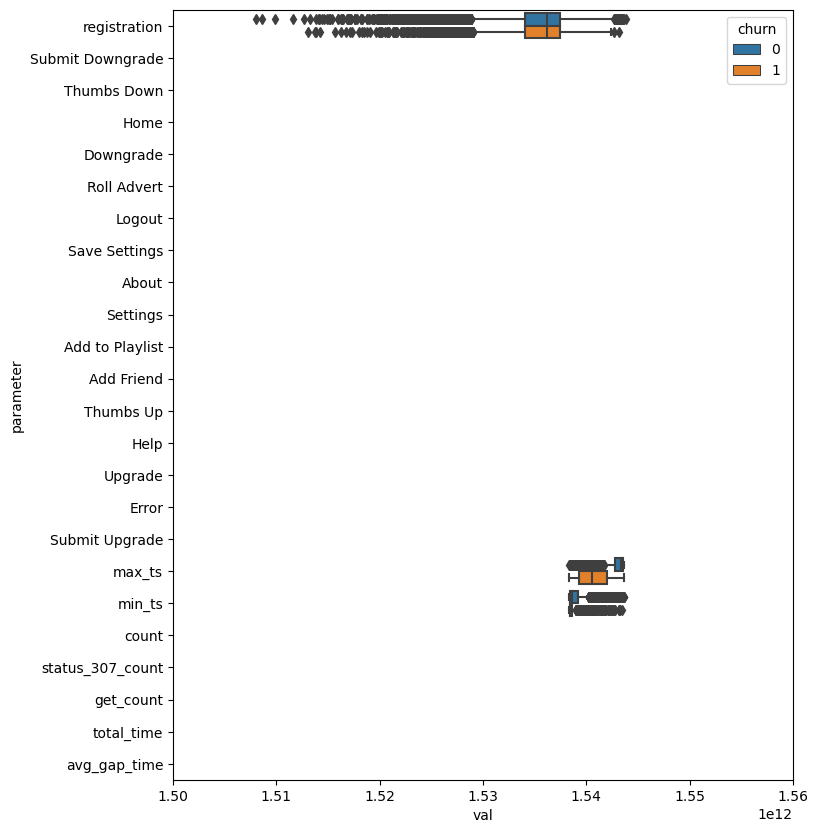 registration
Submit Downgrade
Thumbs Down
Home
Downgrade
Roll Advert
Logout
Save Settings
About
Settings
Add to Playlist
Add Friend
Thumbs Up
Help
Upgrade
Error
Submit Upgrade
max_ts
min_ts
count
status_307_count
get_count
total_time
avg_gap_time
parameter
churn
0
1
1.50 1.51 1.52 1.53 1.54 1.55 1.56
val
1e12